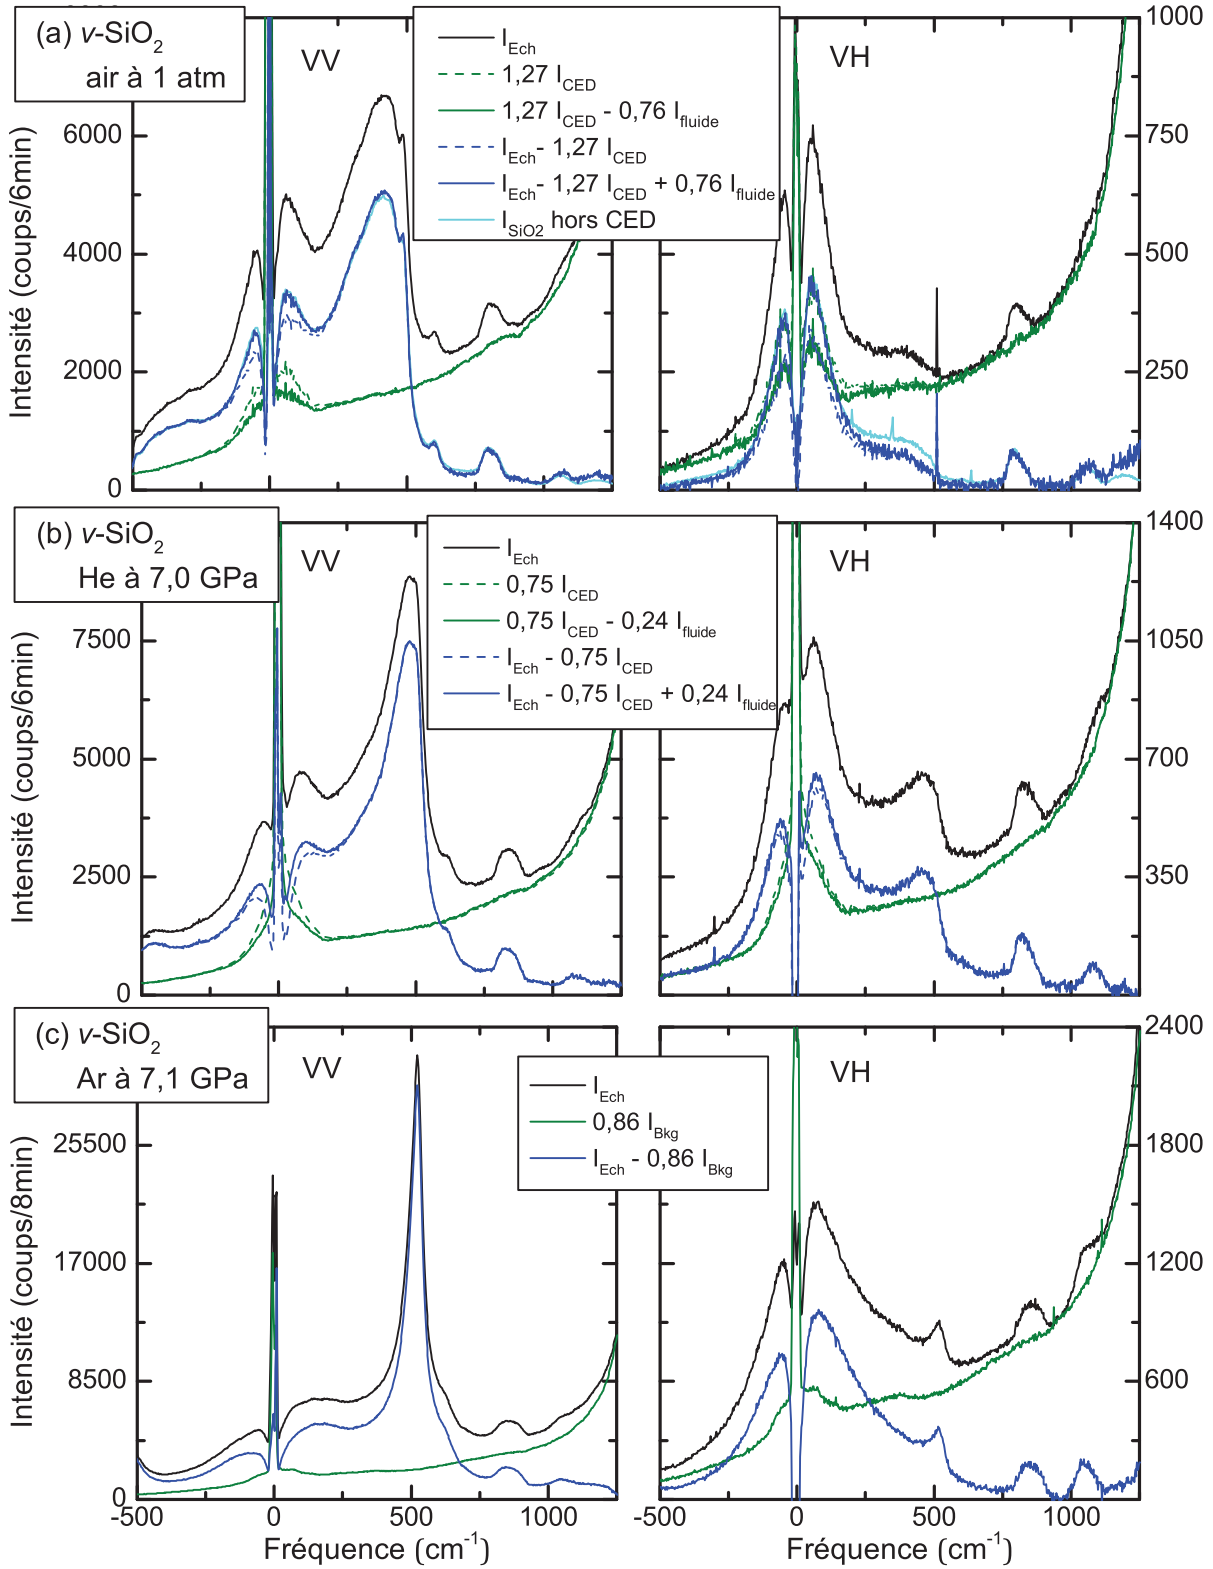 (a) v-SiO2
air à 1 atm
VV
VH
IEch
1,27 ICED
1,27 ICED - 0,76 Ifluide
IEch- 1,27 ICED
IEch- 1,27 ICED + 0,76 Ifluide
ISiO2 hors CED
Intensité (coups/6min)
6000
4000
2000
0
1000
750
500
250
(b) v-SiO2
He à 7,0 GPa
VV
VH
IEch
0,75 ICED
0,75 ICED - 0,24 Ifluide
IEch - 0,75 ICED
IEch - 0,75 ICED + 0,24 Ifluide
Intensité (coups/6min)
7500
5000
2500
0
1400
1050
700
350
(c) v-SiO2
Ar à 7,1 GPa
VV
VH
IEch
0,86 IBkg
IEch - 0,86 IBkg
Intensité (coups/8min)
25500
17000
8500
0
2400
1800
1200
600
-500 0 500 1000
-500 0 500 1000
Fréquence (cm-1)
Fréquence (cm-1)